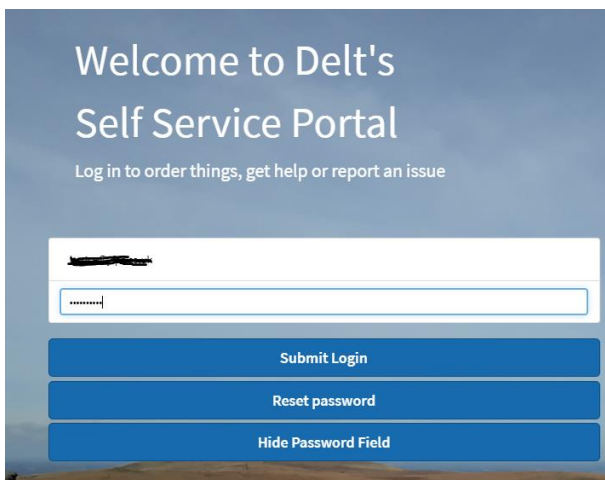 Welcome to Delt's
Self Service Portal
Log in to order things, get help or report an issue
Submit Login
Reset password
Hide Password Field